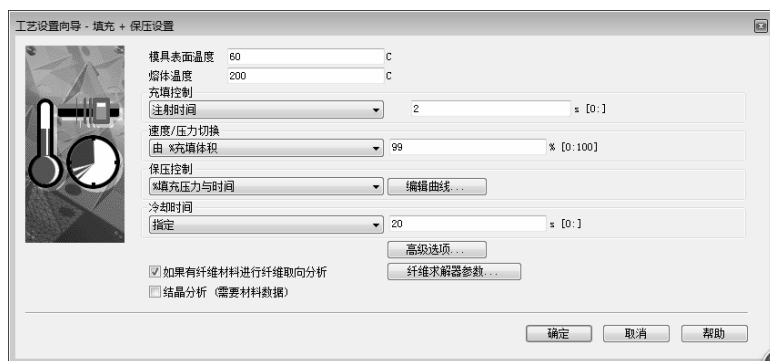 工艺设置向导 - 填充 + 保压设置
模具表面温度 60 C
熔体温度 200 C
充填控制
注射时间 2 s [0:]
速度/压力切换
由 %充填体积 99 % [0:100]
保压控制
%填充压力与时间 编辑曲线...
冷却时间
指定 20 s [0:]
高级选项...
如果有纤维材料进行纤维取向分析 纤维求解器参数...
结晶分析 (需要材料数据)
确定 取消 帮助